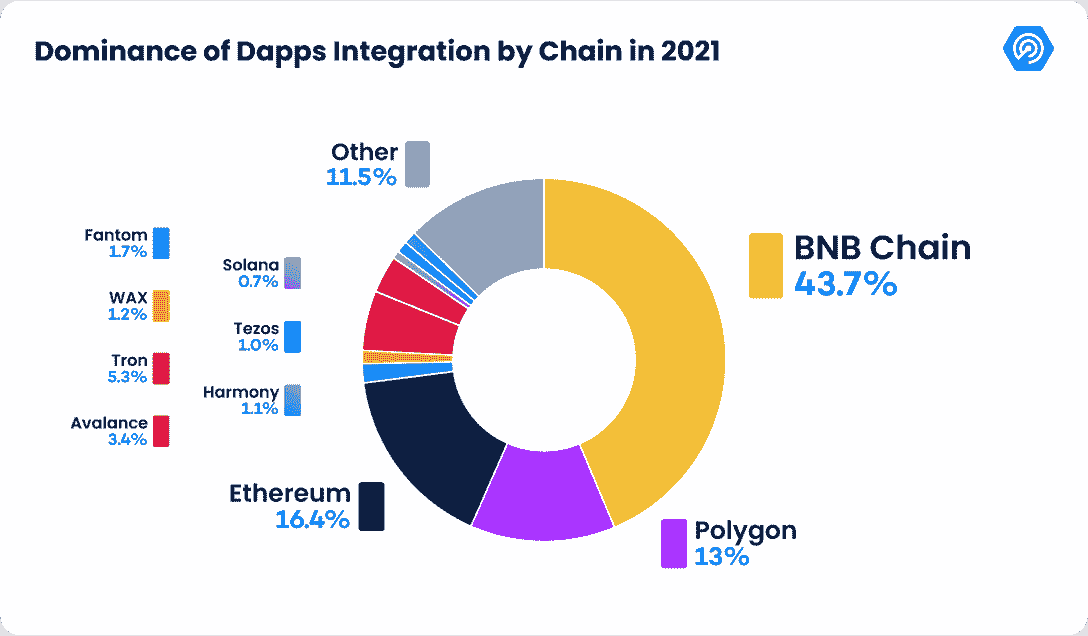 Dominance of Dapps Integration by Chain in 2021
Other
11.5%
Fantom
1.7%
Solana
0.7%
BNB Chain
43.7%
WAX
1.2%
Tezos
1.0%
Tron
5.3%
Harmony
1.1%
Avalance
3.4%
Ethereum
16.4%
Polygon
13%